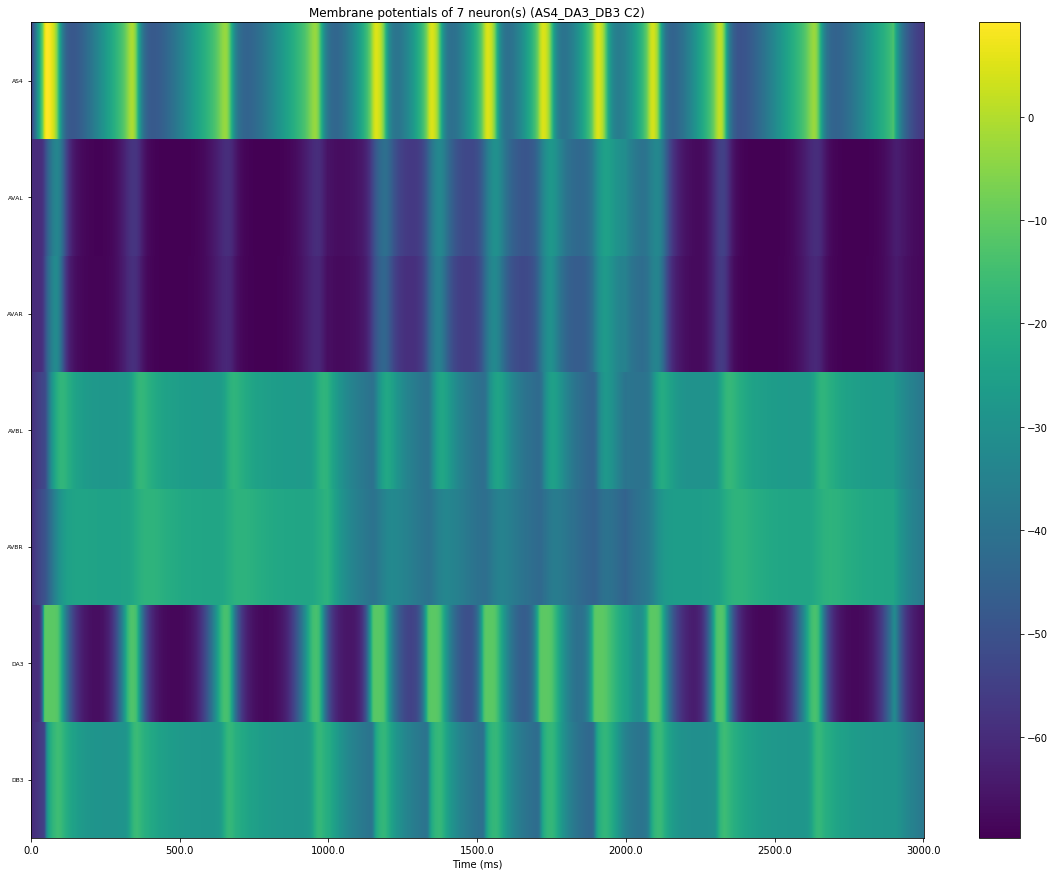 Membrane potentials of 7 neuron(s) (AS4_DA3_DB3 C2)
AS4
AVAL
AVAR
AVBL
AVBR
DA3
DB3
0.0
500.0
1000.0
1500.0
2000.0
2500.0
3000.0
Time (ms)
0
−10
−20
−30
−40
−50
−60